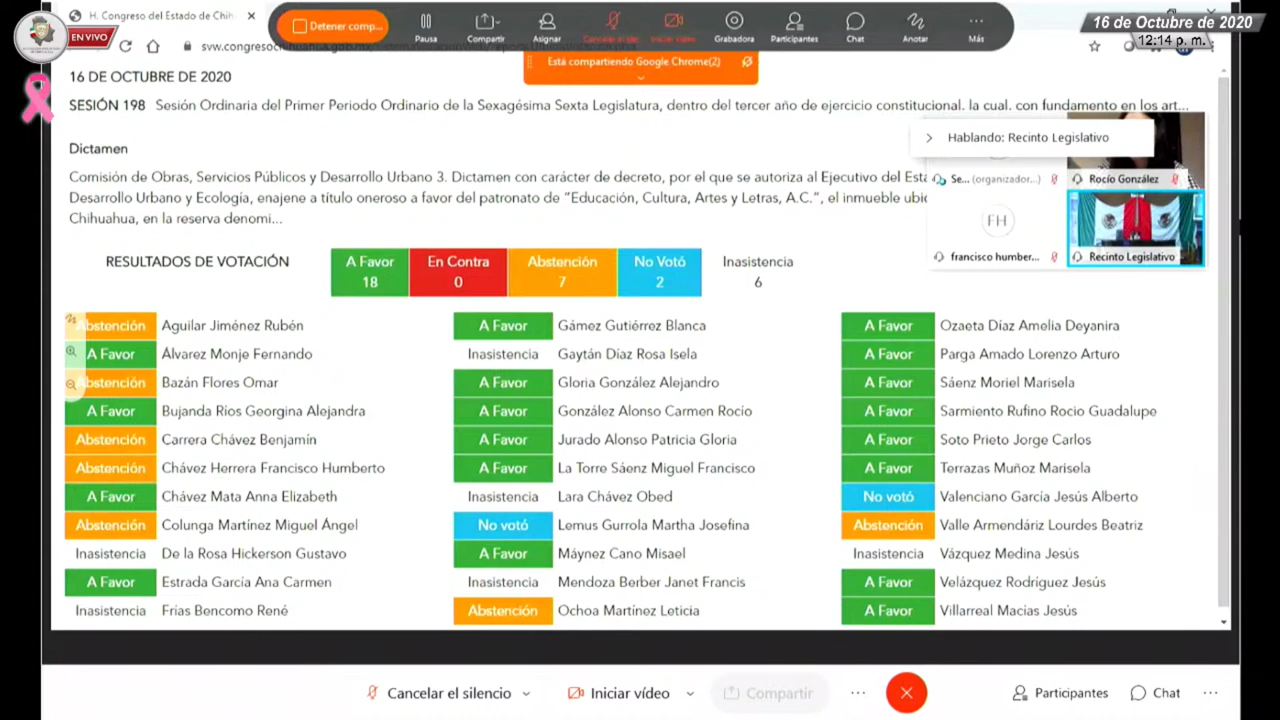 H. Congreso del Estado de Chih
Detener comp...
Pausa
Compartir
Asignar
Iniciar vídeo
Grabadora
Participantes
Chat
Anotar
Más
16 de Octubre de 2020
12:14 p. m.
EN VIVO
Está compartiendo Google Chrome(2)
16 DE OCTUBRE DE 2020
SESIÓN 198 Sesión Ordinaria del Primer Periodo Ordinario de la Sexagésima Sexta Legislatura, dentro del tercer año de ejercicio constitucional. la cual. con fundamento en los art...
Hablando: Recinto Legislativo
Dictamen
Comisión de Obras, Servicios Públicos y Desarrollo Urbano 3. Dictamen con carácter de decreto, por el que se autoriza al Ejecutivo del Est
Se... (organizador...)
Rocío González
Desarrollo Urbano y Ecología, enajene a título oneroso a favor del patronato de "Educación, Cultura, Artes y Letras, A.C.", el inmueble ubic
Chihuahua, en la reserva denomi...
FH
francisco humber...
Recinto Legislativo
RESULTADOS DE VOTACIÓN
A Favor 18
En Contra 0
Abstención 7
No Votó 2
Inasistencia 6
Abstención Aguilar Jiménez Rubén
A Favor Álvarez Monje Fernando
Abstención Bazán Flores Omar
A Favor Bujanda Ríos Georgina Alejandra
Abstención Carrera Chávez Benjamín
Abstención Chávez Herrera Francisco Humberto
A Favor Chávez Mata Anna Elizabeth
Abstención Colunga Martínez Miguel Ángel
Inasistencia De la Rosa Hickerson Gustavo
A Favor Estrada García Ana Carmen
Inasistencia Frías Bencomo René
A Favor Gámez Gutiérrez Blanca
Inasistencia Gaytán Díaz Rosa Isela
A Favor Gloria González Alejandro
A Favor González Alonso Carmen Rocío
A Favor Jurado Alonso Patricia Gloria
A Favor La Torre Sáenz Miguel Francisco
Inasistencia Lara Chávez Obed
No votó Lemus Gurrola Martha Josefina
A Favor Máynez Cano Misael
Inasistencia Mendoza Berber Janet Francis
Abstención Ochoa Martínez Leticia
A Favor Ozaeta Díaz Amelia Deyanira
A Favor Parga Amado Lorenzo Arturo
A Favor Sáenz Moriel Marisela
A Favor Sarmiento Rufino Rocio Guadalupe
A Favor Soto Prieto Jorge Carlos
A Favor Terrazas Muñoz Marisela
No votó Valenciano García Jesús Alberto
Abstención Valle Armendáriz Lourdes Beatriz
Inasistencia Vázquez Medina Jesús
A Favor Velázquez Rodríguez Jesús
A Favor Villarreal Macías Jesús
Cancelar el silencio
Iniciar vídeo
Compartir
Participantes
Chat